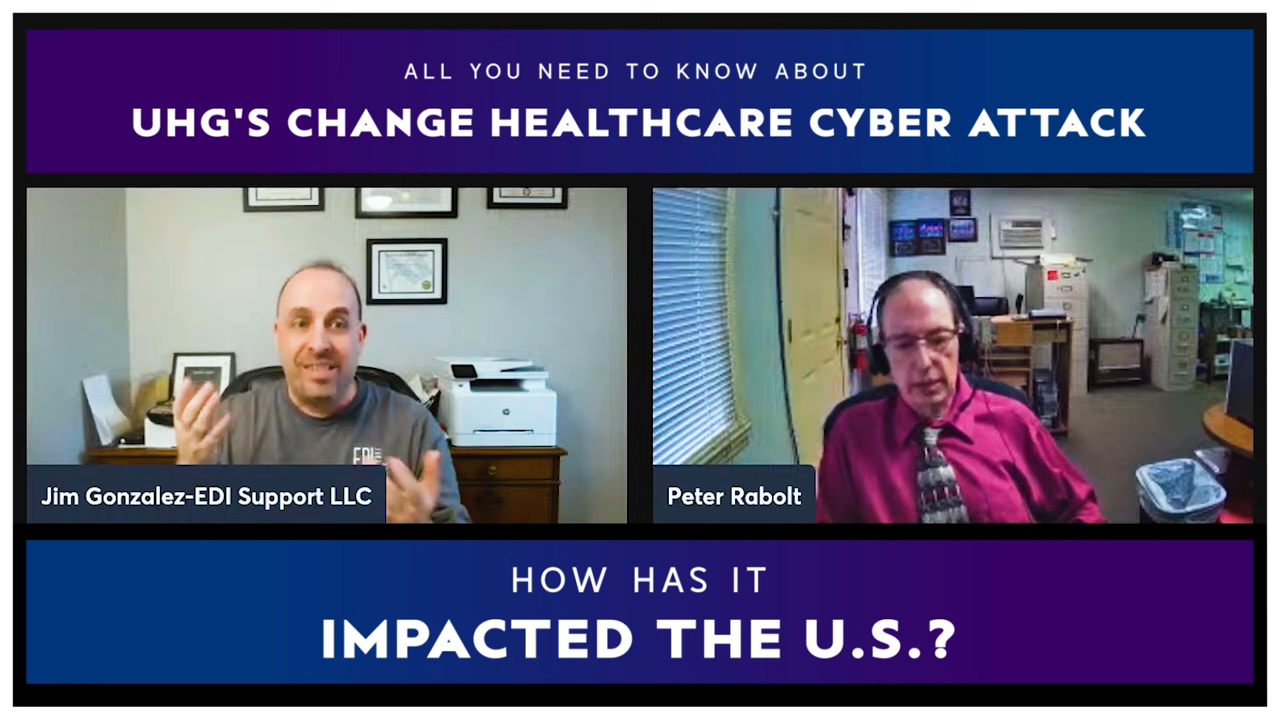 ALL YOU NEED TO KNOW ABOUT
UHG'S CHANGE HEALTHCARE CYBER ATTACK
EDI
Jim Gonzalez-EDI Support LLC
Peter Rabolt
HOW HAS IT
IMPACTED THE U.S.?